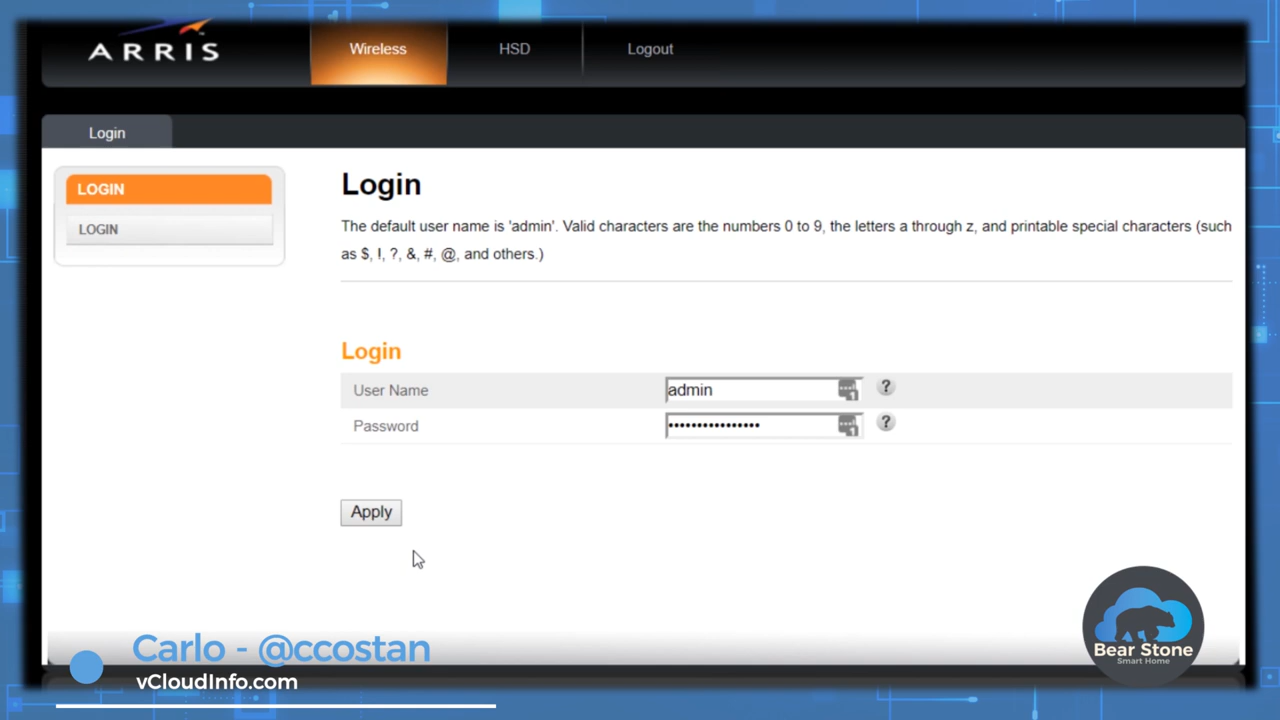 ARRIS
Wireless
HSD
Logout
Login
LOGIN
LOGIN
Login
The default user name is 'admin'. Valid characters are the numbers 0 to 9, the letters a through z, and printable special characters (such
as $, !, ?, &, #, @, and others.)
Login
User Name admin ?
Password •••••••••••••••• ?
Apply
Carlo - @ccostan
vCloudInfo.com
Bear Stone
Smart Home